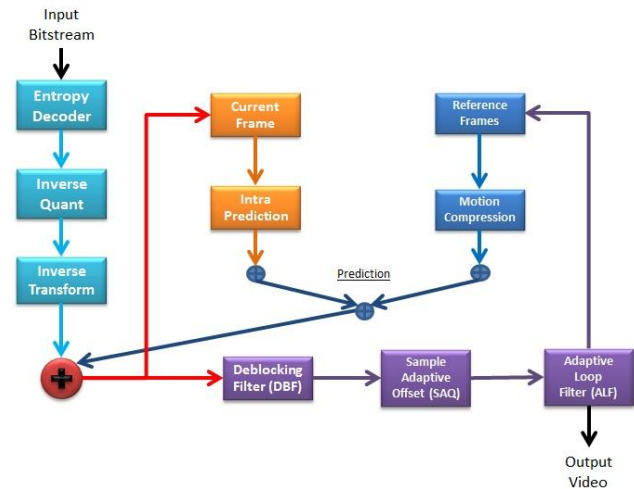 Input
Bitstream
Entropy
Decoder
Inverse
Quant
Inverse
Transform
Current
Frame
Intra
Prediction
Reference
Frames
Motion
Compression
Prediction
Deblocking
Filter (DBF)
Sample
Adaptive
Offset (SAQ)
Adaptive
Loop
Filter (ALF)
Output
Video